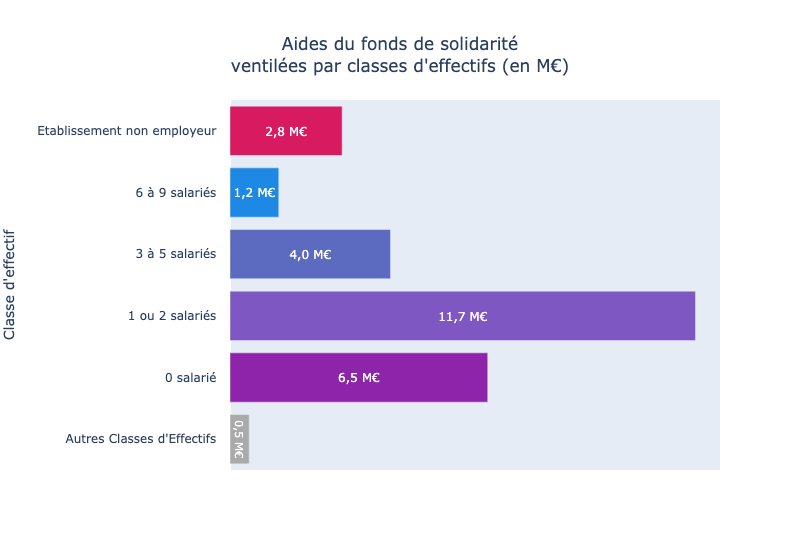 Aides du fonds de solidarité
ventilées par classes d'effectifs (en M€)
Classe d'effectif
Etablissement non employeur
2,8 M€
6 à 9 salariés
1,2 M€
3 à 5 salariés
4,0 M€
1 ou 2 salariés
11,7 M€
0 salarié
6,5 M€
Autres Classes d'Effectifs
0,5 M€